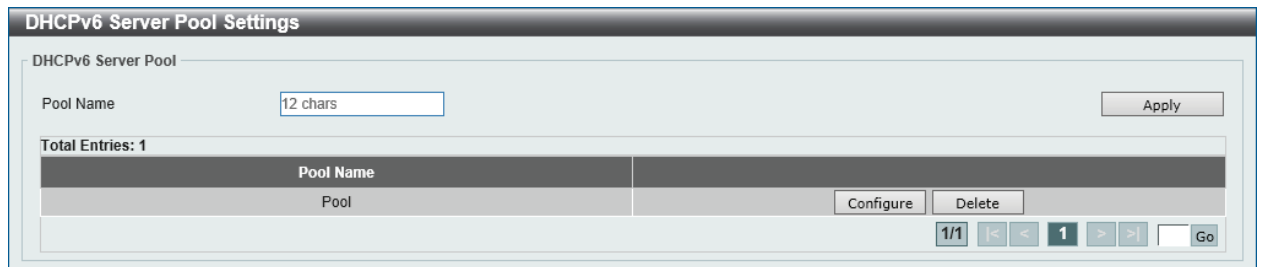 DHCPv6 Server Pool Settings
DHCPv6 Server Pool
Pool Name 12 chars Apply
Total Entries: 1
Pool Name
Pool Configure Delete
1/1 |< < 1 > >| Go